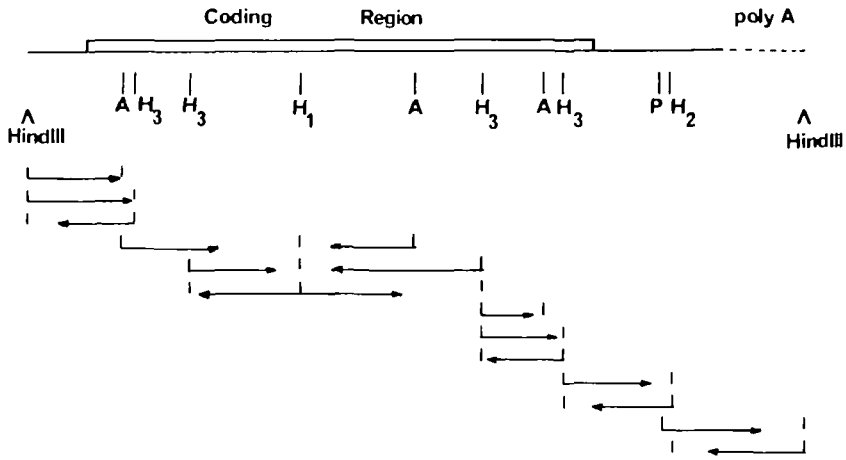 Coding Region poly A
A H3 H3 H1 A H3 A H3 P H2
HindIII HindIII